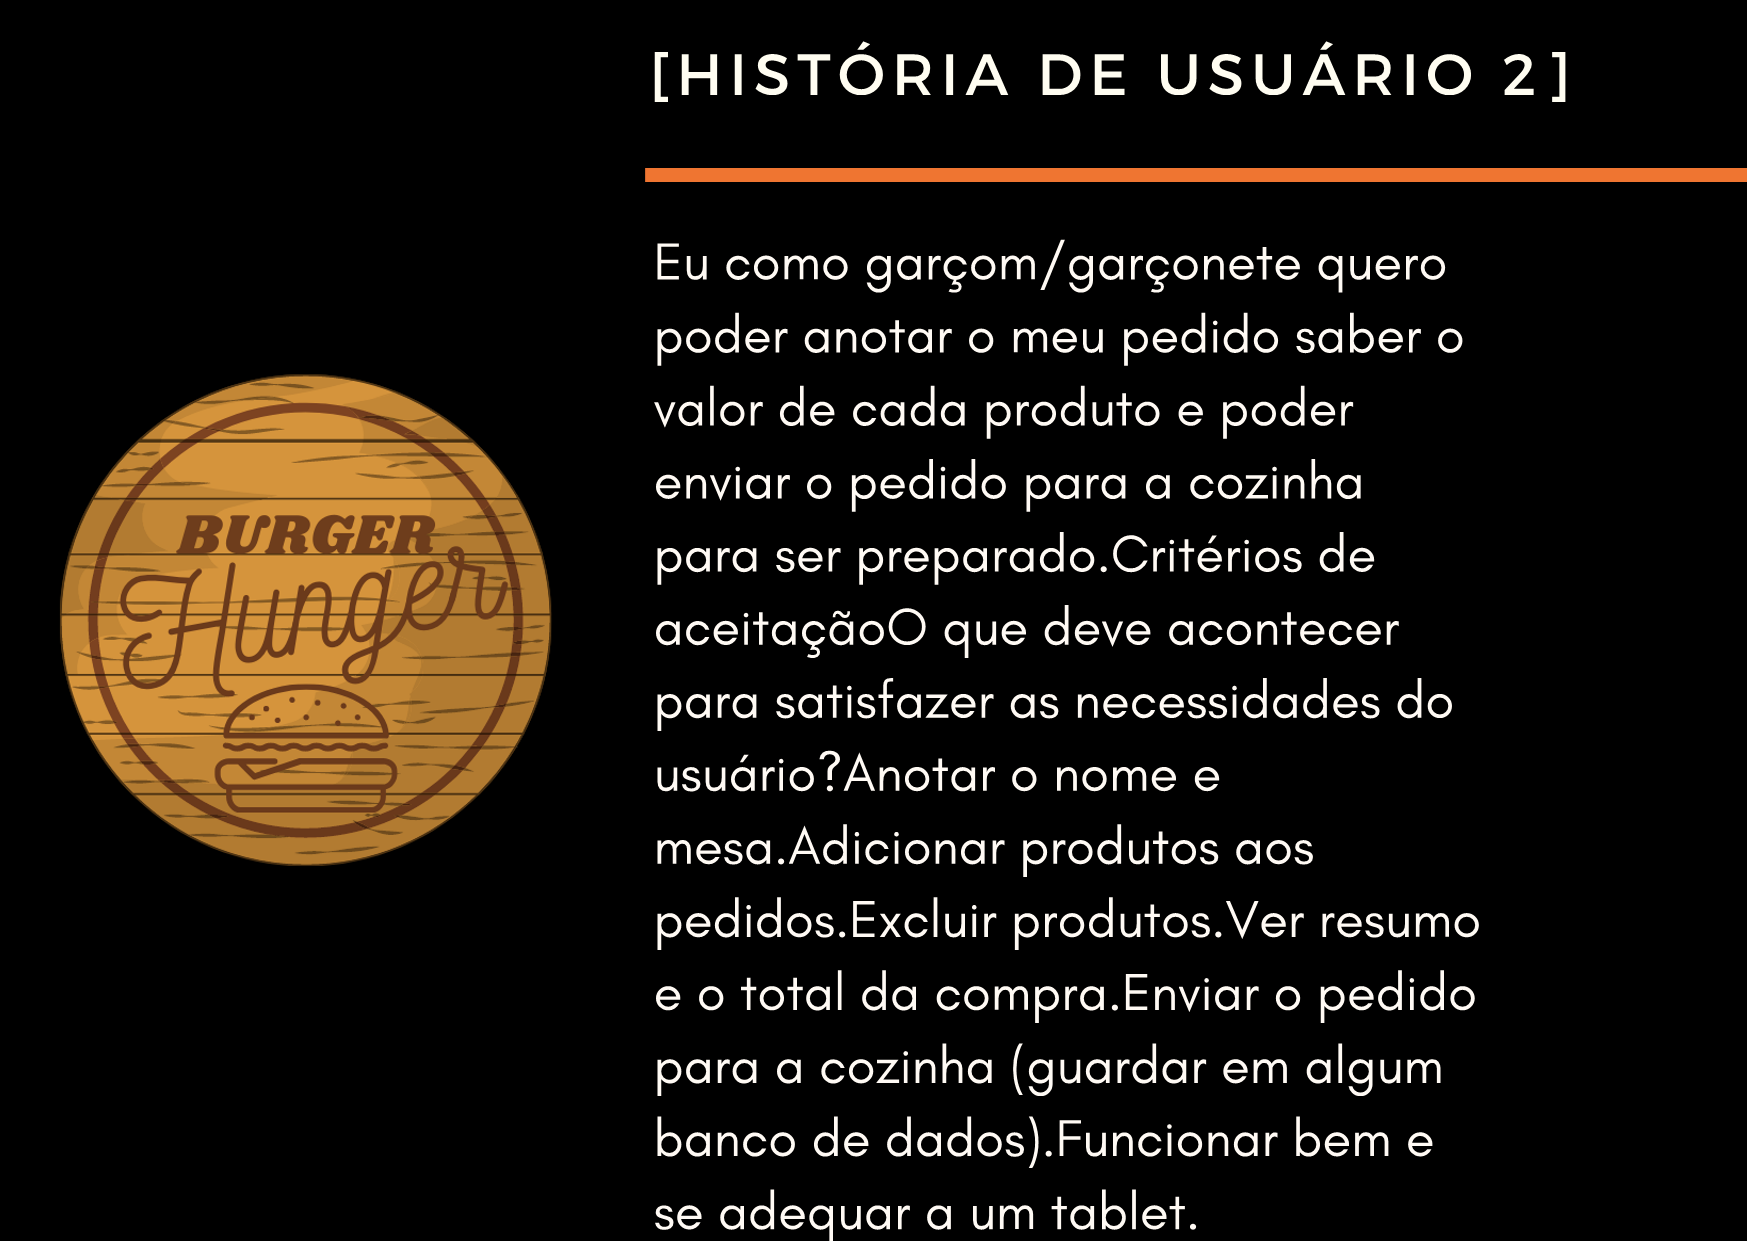 [HISTÓRIA DE USUÁRIO 2]
BURGER
Hunger
Eu como garçom/garçonete quero
poder anotar o meu pedido saber o
valor de cada produto e poder
enviar o pedido para a cozinha
para ser preparado.Critérios de
aceitaçãoO que deve acontecer
para satisfazer as necessidades do
usuário?Anotar o nome e
mesa.Adicionar produtos aos
pedidos.Excluir produtos.Ver resumo
e o total da compra.Enviar o pedido
para a cozinha (guardar em algum
banco de dados).Funcionar bem e
se adequar a um tablet.